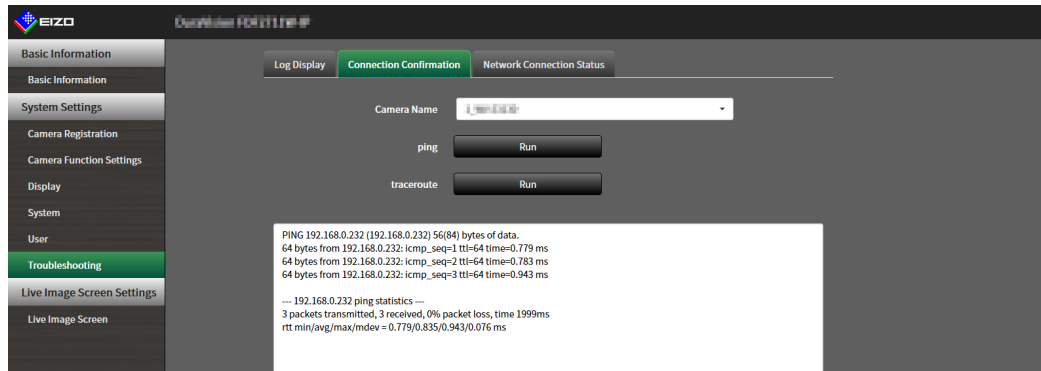 EIZO
Basic Information
Basic Information
System Settings
Camera Registration
Camera Function Settings
Display
System
User
Troubleshooting
Live Image Screen Settings
Live Image Screen
Log Display
Connection Confirmation
Network Connection Status
Camera Name
ping
Run
traceroute
Run
PING 192.168.0.232 (192.168.0.232) 56(84) bytes of data.
64 bytes from 192.168.0.232: icmp_seq=1 ttl=64 time=0.779 ms
64 bytes from 192.168.0.232: icmp_seq=2 ttl=64 time=0.783 ms
64 bytes from 192.168.0.232: icmp_seq=3 ttl=64 time=0.943 ms
--- 192.168.0.232 ping statistics ---
3 packets transmitted, 3 received, 0% packet loss, time 1999ms
rtt min/avg/max/mdev = 0.779/0.835/0.943/0.076 ms